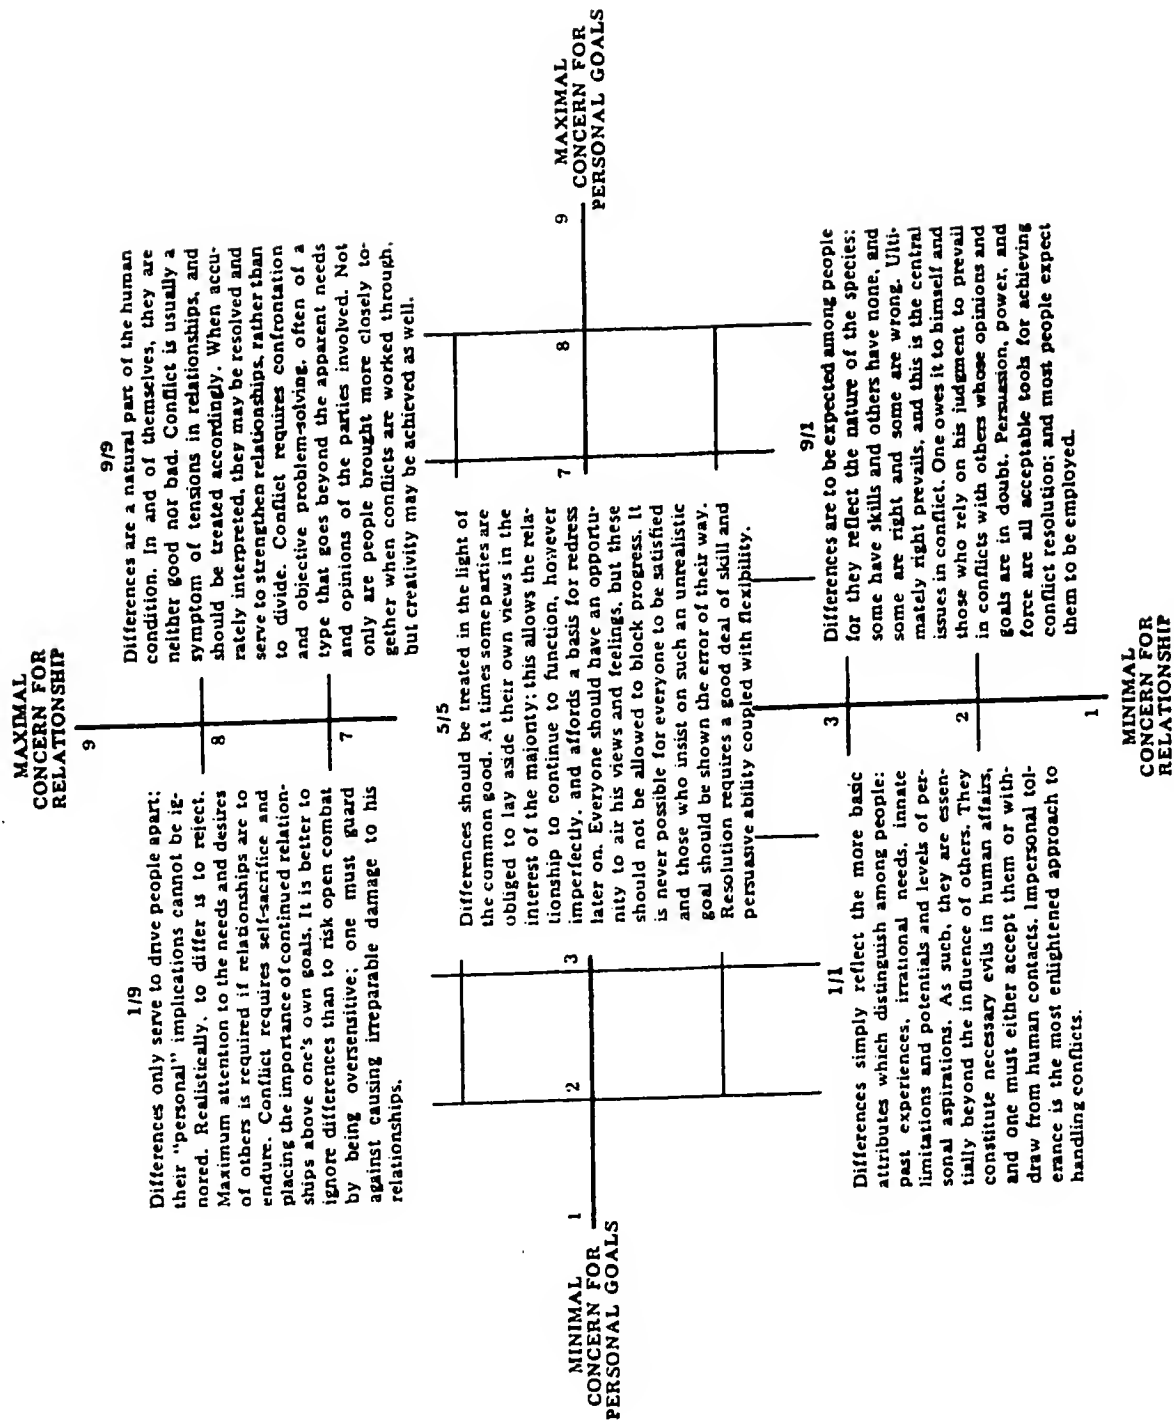 MAXIMAL
CONCERN FOR
RELATIONSHIP
9
8
7
1/9
Differences only serve to drive people apart;
their "personal" implications cannot be ig-
nored. Realistically, to differ is to reject.
Maximum attention to the needs and desires
of others is required if relationships are to
endure. Conflict requires self-sacrifice and
placing the importance of continued relation-
ships above one's own goals. It is better to
ignore differences than to risk open combat
by being oversensitive; one must guard
against causing irreparable damage to his
relationships.
9/9
Differences are a natural part of the human
condition. In and of themselves, they are
neither good nor bad. Conflict is usually a
symptom of tensions in relationships, and
should be treated accordingly. When accu-
rately interpreted, they may be resolved and
serve to strengthen relationships, rather than
to divide. Conflict requires confrontation
and objective problem-solving, often of a
type that goes beyond the apparent needs
and opinions of the parties involved. Not
only are people brought more closely to-
gether when conflicts are worked through,
but creativity may be achieved as well.
5/5
Differences should be treated in the light of
the common good. At times some parties are
obliged to lay aside their own views in the
interest of the majonty; this allows the rela-
tionship to continue to function, however
imperfectly, and affords a basis for redress
later on. Everyone should have an opportu-
nity to air his views and feelings, but these
should not be allowed to block progress. It
is never possible for everyone to be satisfied
and those who insist on such an unrealistic
goal should be shown the error of their way.
Resolution requires a good deal of skill and
persuasive ability coupled with flexibility.
MINIMAL
CONCERN FOR
PERSONAL GOALS
1
2
3
7
8
9
MAXIMAL
CONCERN FOR
PERSONAL GOALS
1/1
Differences simply reflect the more basic
attributes which distinguish among people:
past experiences, irrational needs, innate
limitations and potentials and levels of per-
sonal aspirations. As such, they are essen-
tially beyond the influence of others. They
constitute necessary evils in human affairs,
and one must either accept them or with-
draw from human contacts. Impersonal tol-
erance is the most enlightened approach to
handling conflicts.
9/1
Differences are to be expected among people
for they reflect the nature of the species:
some have skills and others have none, and
some are right and some are wrong. Ulti-
mately right prevails, and this is the central
issues in conflict. One owes it to himself and
those who rely on his judgment to prevail
in conflicts with others whose opinions and
goals are in doubt. Persuasion, power, and
force are all acceptable tools for achieving
conflict resolution; and most people expect
them to be employed.
3
2
1
MINIMAL
CONCERN FOR
RELATIONSHIP